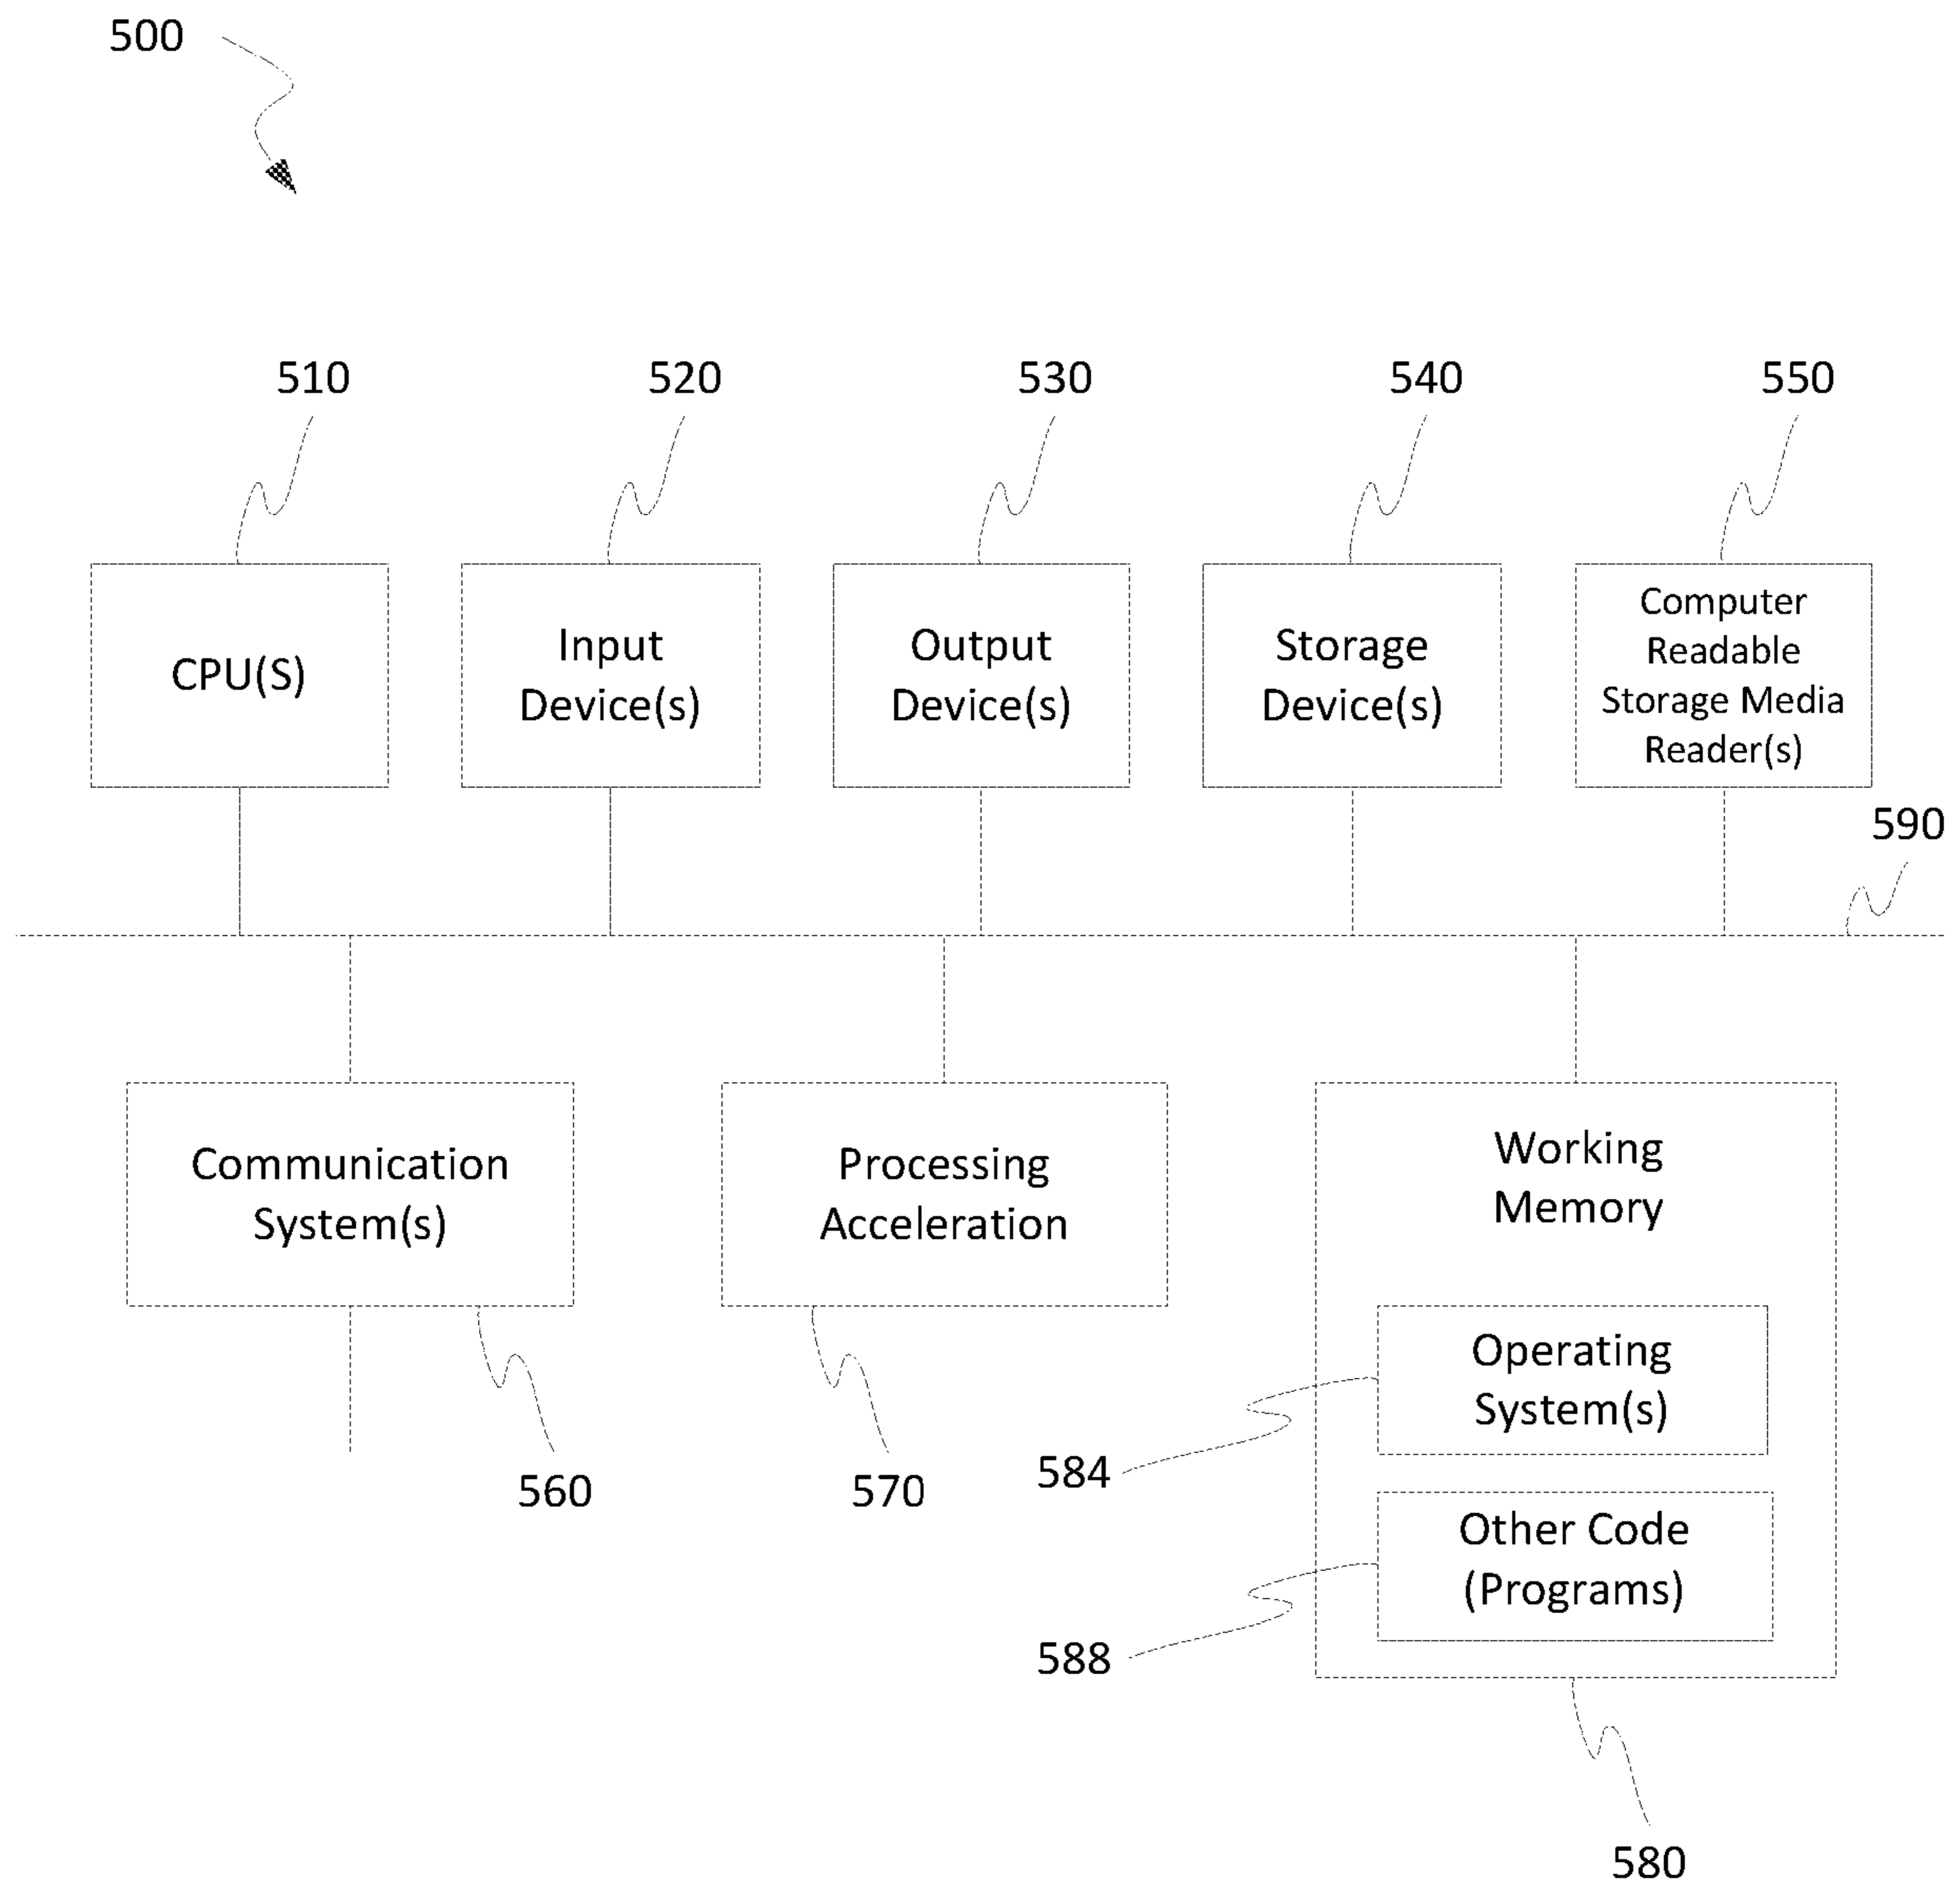 500
510
520
530
540
550
CPU(S)
Input
Device(s)
Output
Device(s)
Storage
Device(s)
Computer
Readable
Storage Media
Reader(s)
590
Communication
System(s)
Processing
Acceleration
Working
Memory
Operating
System(s)
584
Other Code
(Programs)
588
560
570
580